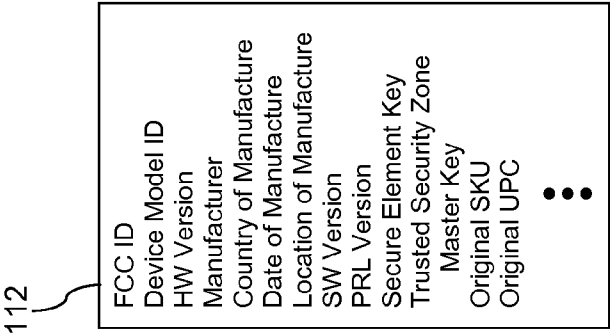 112
FCC ID
Device Model ID
HW Version
Manufacturer
Country of Manufacture
Date of Manufacture
Location of Manufacture
SW Version
PRL Version
Secure Element Key
Trusted Security Zone
Master Key
Original SKU
Original UPC
•••